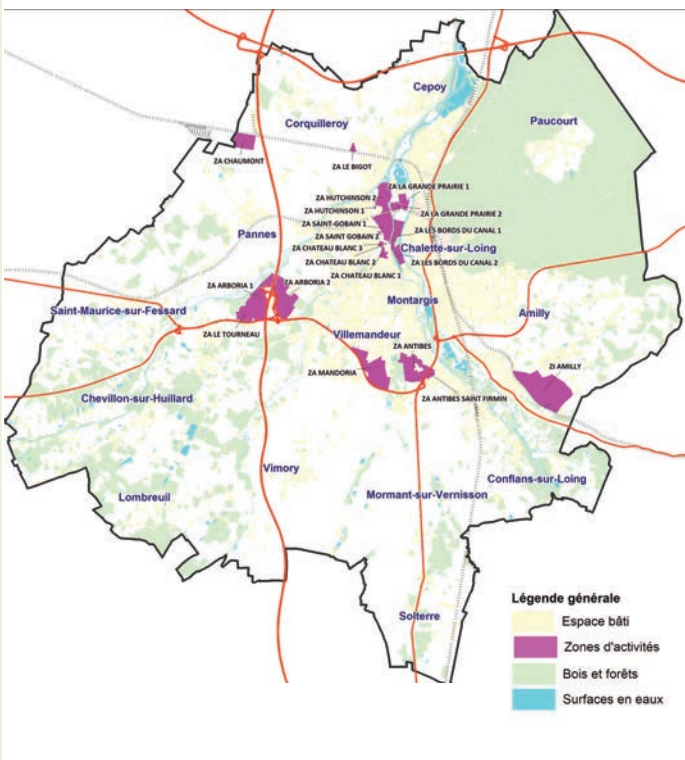 Cepoy
Paucourt
Corquilleroy
ZA CHAUMONT
ZA LE BIGOT
ZA LA GRANDE PRAIRIE 1
ZA HUTCHINSON 2
ZA HUTCHINSON 1
ZA LA GRANDE PRAIRIE 2
ZA SAINT-GOBAIN 1
ZA LES BORDS DU CANAL 1
Pannes
ZA SAINT GOBAIN 2
ZA CHATEAU BLANC 3
Chalette-sur-Loing
ZA CHATEAU BLANC 2
ZA LES BORDS DU CANAL 2
ZA CHATEAU BLANC 1
ZA ARBORIA 1
ZA ARBORIA 2
Montargis
Saint-Maurice-sur-Fessard
Amilly
ZA LE TOURNEAU
Villemandeur
ZA ANTIBES
ZA MANDORIA
ZI AMILLY
Chevillon-sur-Huillard
ZA ANTIBES SAINT FIRMIN
Vimory
Conflans-sur-Loing
Lombreuil
Mormant-sur-Vernisson
Solterre
Légende générale
Espace bâti
Zones d'activités
Bois et forêts
Surfaces en eaux